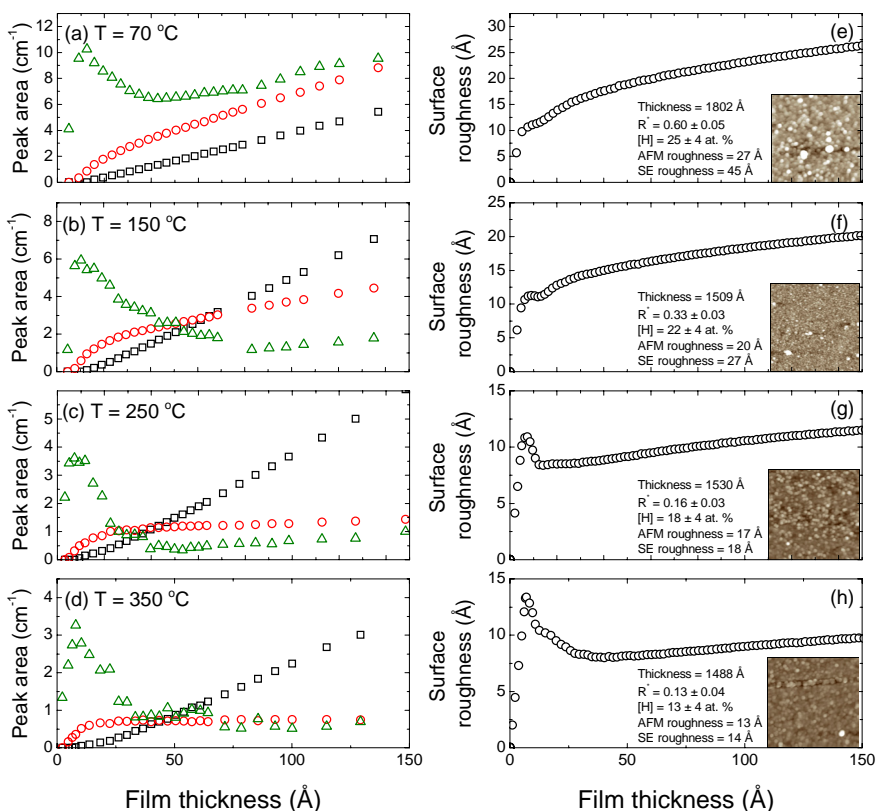 (a) T = 70 °C
Peak area (cm⁻¹)
12
10
8
6
4
2
0
(b) T = 150 °C
Peak area (cm⁻¹)
8
6
4
2
0
(c) T = 250 °C
Peak area (cm⁻¹)
5
4
3
2
1
0
(d) T = 350 °C
Peak area (cm⁻¹)
4
3
2
1
0
0 50 100 150
Film thickness (Å)
(e)
Surface
roughness (Å)
30
25
20
15
10
5
0
Thickness = 1802 Å
R* = 0.60 ± 0.05
[H] = 25 ± 4 at. %
AFM roughness = 27 Å
SE roughness = 45 Å
(f)
Surface
roughness (Å)
25
20
15
10
5
0
Thickness = 1509 Å
R* = 0.33 ± 0.03
[H] = 22 ± 4 at. %
AFM roughness = 20 Å
SE roughness = 27 Å
(g)
Surface
roughness (Å)
15
10
5
0
Thickness = 1530 Å
R* = 0.16 ± 0.03
[H] = 18 ± 4 at. %
AFM roughness = 17 Å
SE roughness = 18 Å
(h)
Surface
roughness (Å)
15
10
5
0
Thickness = 1488 Å
R* = 0.13 ± 0.04
[H] = 13 ± 4 at. %
AFM roughness = 13 Å
SE roughness = 14 Å
0 50 100 150
Film thickness (Å)